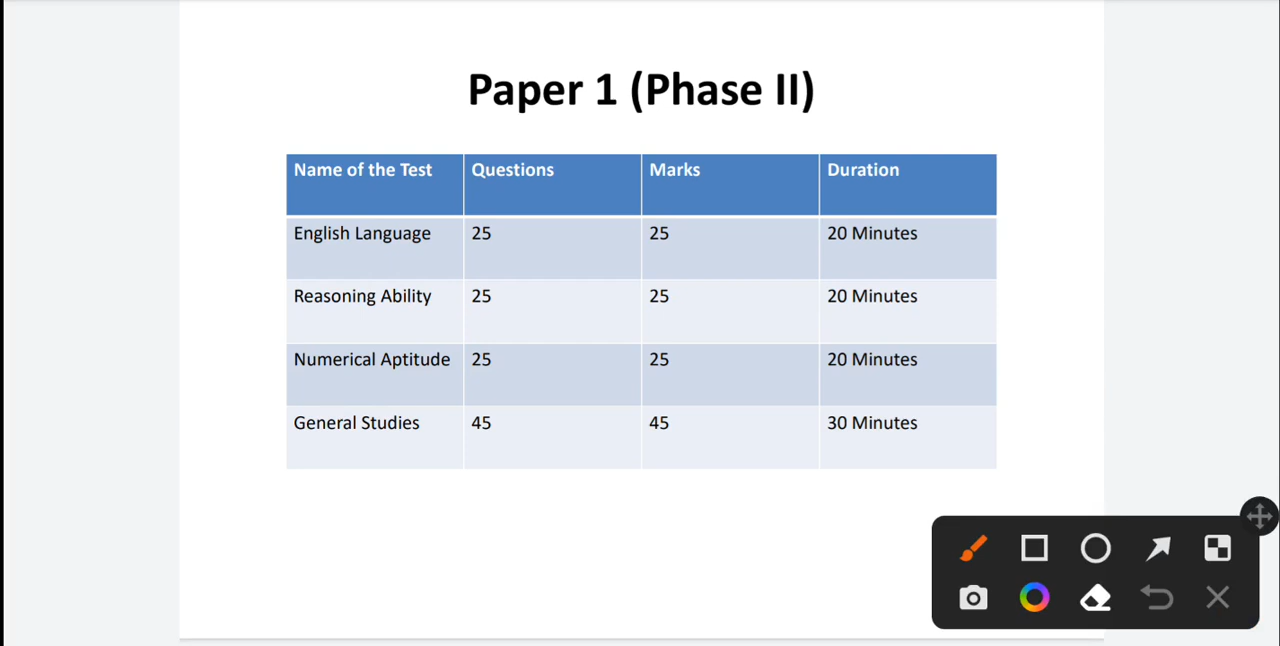 Paper 1 (Phase II)
Name of the Test Questions Marks Duration
English Language 25 25 20 Minutes
Reasoning Ability 25 25 20 Minutes
Numerical Aptitude 25 25 20 Minutes
General Studies 45 45 30 Minutes